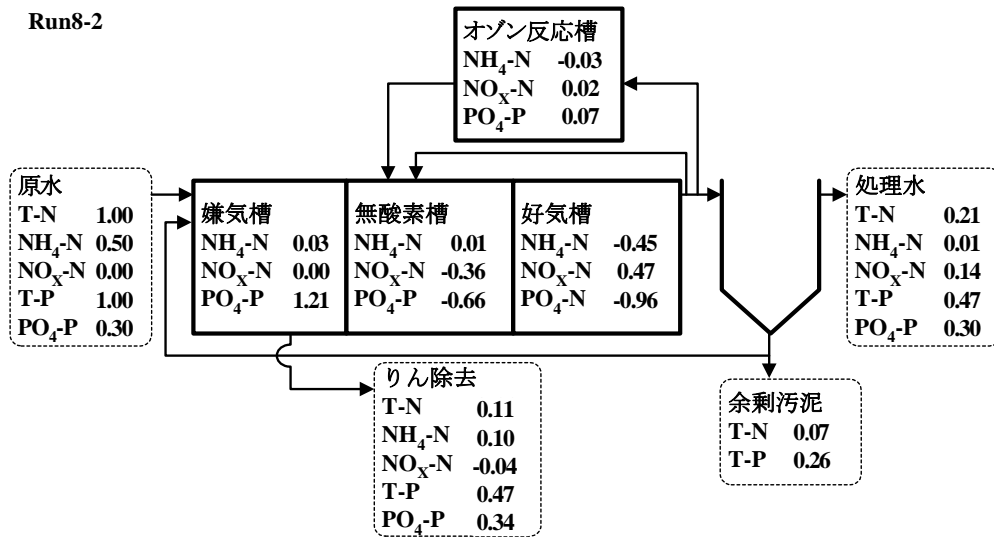 Run8-2
オゾン反応槽
NH4-N -0.03
NOX-N 0.02
PO4-P 0.07
原水
T-N 1.00
NH4-N 0.50
NOX-N 0.00
T-P 1.00
PO4-P 0.30
嫌気槽
NH4-N 0.03
NOX-N 0.00
PO4-P 1.21
無酸素槽
NH4-N 0.01
NOX-N -0.36
PO4-P -0.66
好気槽
NH4-N -0.45
NOX-N 0.47
PO4-N -0.96
処理水
T-N 0.21
NH4-N 0.01
NOX-N 0.14
T-P 0.47
PO4-P 0.30
りん除去
T-N 0.11
NH4-N 0.10
NOX-N -0.04
T-P 0.47
PO4-P 0.34
余剰汚泥
T-N 0.07
T-P 0.26